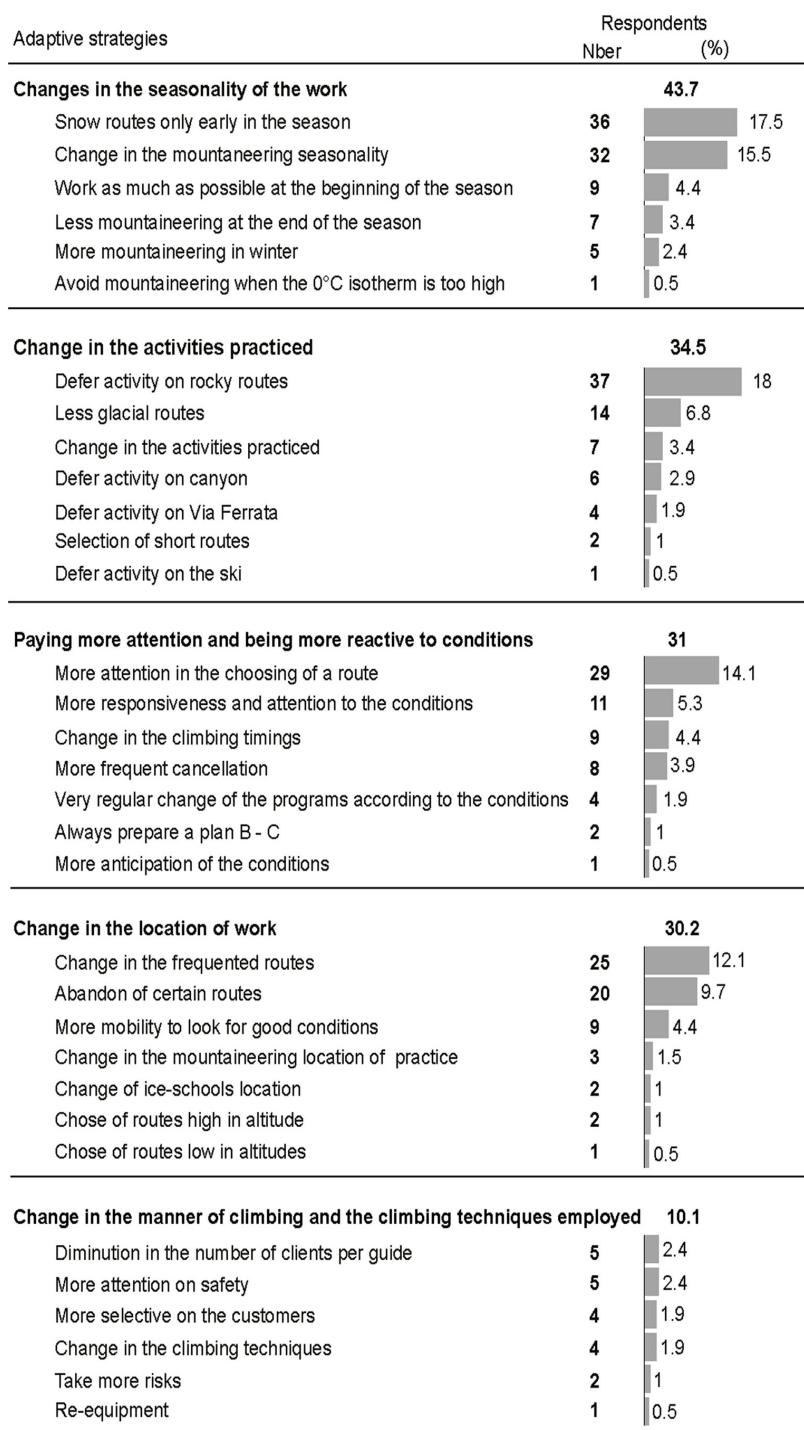 Adaptive strategies Respondents
Nber (%)
Changes in the seasonality of the work 43.7
Snow routes only early in the season 36 17.5
Change in the mountaneering seasonality 32 15.5
Work as much as possible at the beginning of the season 9 4.4
Less mountaineering at the end of the season 7 3.4
More mountaineering in winter 5 2.4
Avoid mountaineering when the 0°C isotherm is too high 1 0.5
Change in the activities practiced 34.5
Defer activity on rocky routes 37 18
Less glacial routes 14 6.8
Change in the activities practiced 7 3.4
Defer activity on canyon 6 2.9
Defer activity on Via Ferrata 4 1.9
Selection of short routes 2 1
Defer activity on the ski 1 0.5
Paying more attention and being more reactive to conditions 31
More attention in the choosing of a route 29 14.1
More responsiveness and attention to the conditions 11 5.3
Change in the climbing timings 9 4.4
More frequent cancellation 8 3.9
Very regular change of the programs according to the conditions 4 1.9
Always prepare a plan B - C 2 1
More anticipation of the conditions 1 0.5
Change in the location of work 30.2
Change in the frequented routes 25 12.1
Abandon of certain routes 20 9.7
More mobility to look for good conditions 9 4.4
Change in the mountaineering location of practice 3 1.5
Change of ice-schools location 2 1
Chose of routes high in altitude 2 1
Chose of routes low in altitudes 1 0.5
Change in the manner of climbing and the climbing techniques employed 10.1
Diminution in the number of clients per guide 5 2.4
More attention on safety 5 2.4
More selective on the customers 4 1.9
Change in the climbing techniques 4 1.9
Take more risks 2 1
Re-equipment 1 0.5